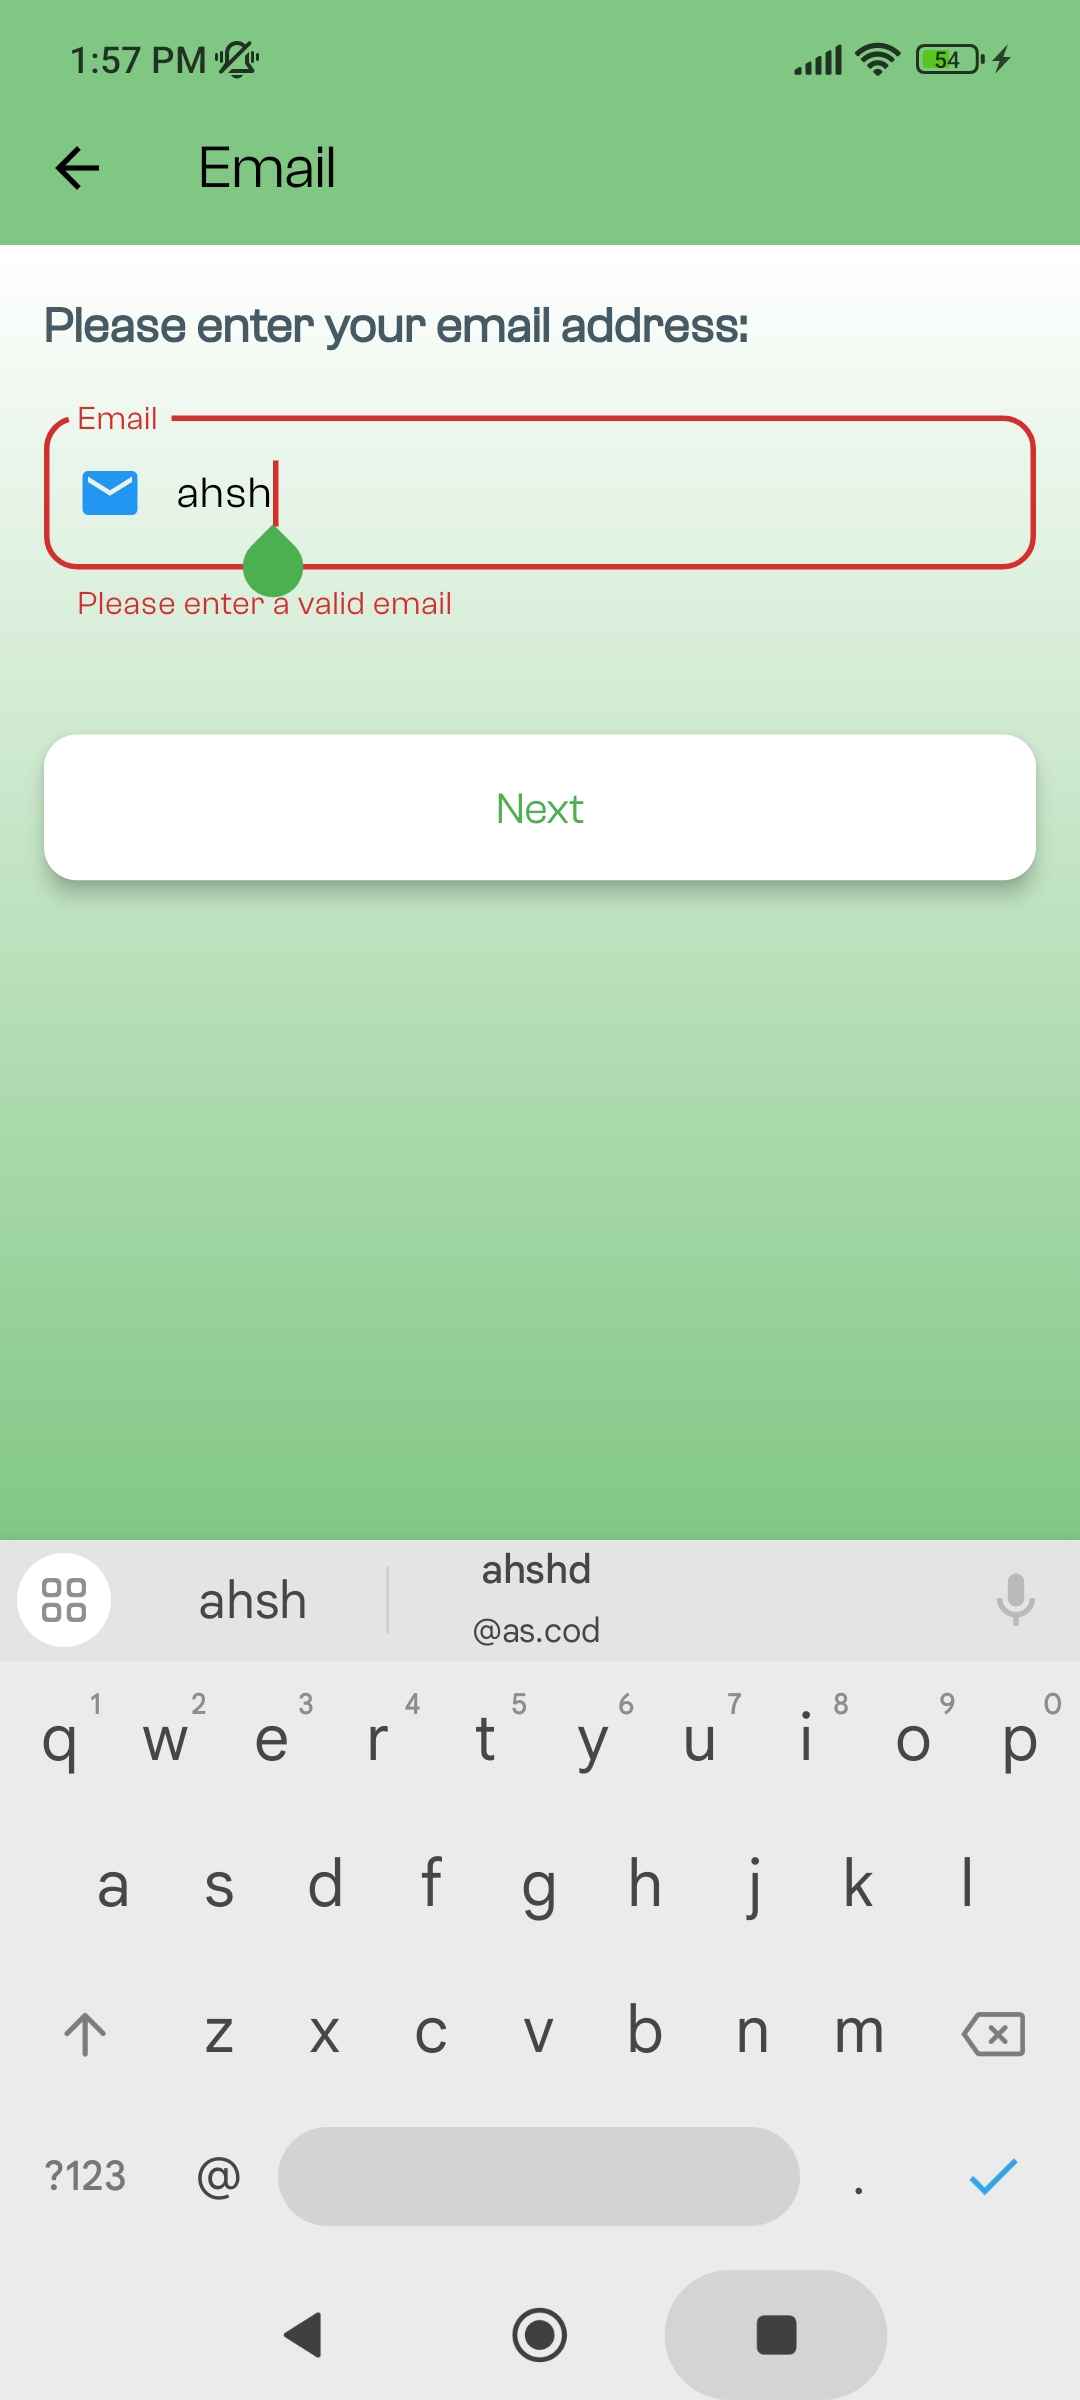 1:57 PM
54
Email
Please enter your email address:
Email
ahsh
Please enter a valid email
Next
ahsh
ahshd
@as.cod
1 2 3 4 5 6 7 8 9 0
q w e r t y u i o p
a s d f g h j k l
z x c v b n m
?123 @ .